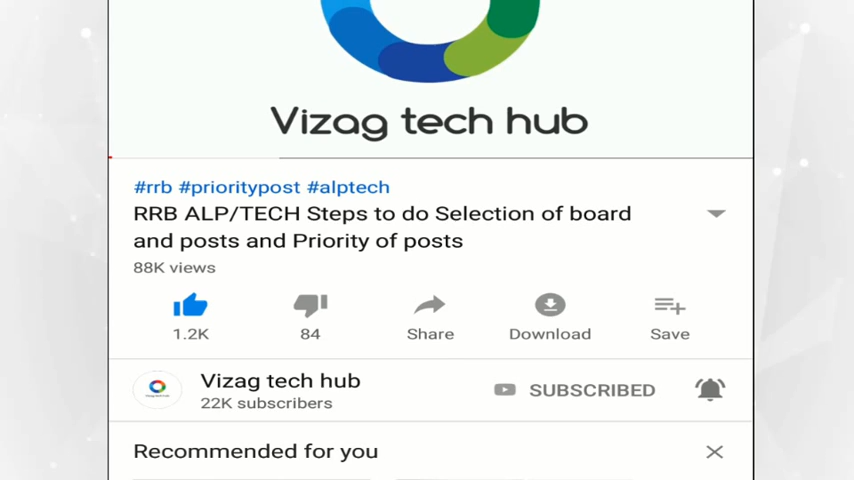 Vizag tech hub
#rrb #prioritypost #alptech
RRB ALP/TECH Steps to do Selection of board
and posts and Priority of posts
88K views
1.2K 84 Share Download Save
Vizag tech hub
22K subscribers
SUBSCRIBED
Recommended for you